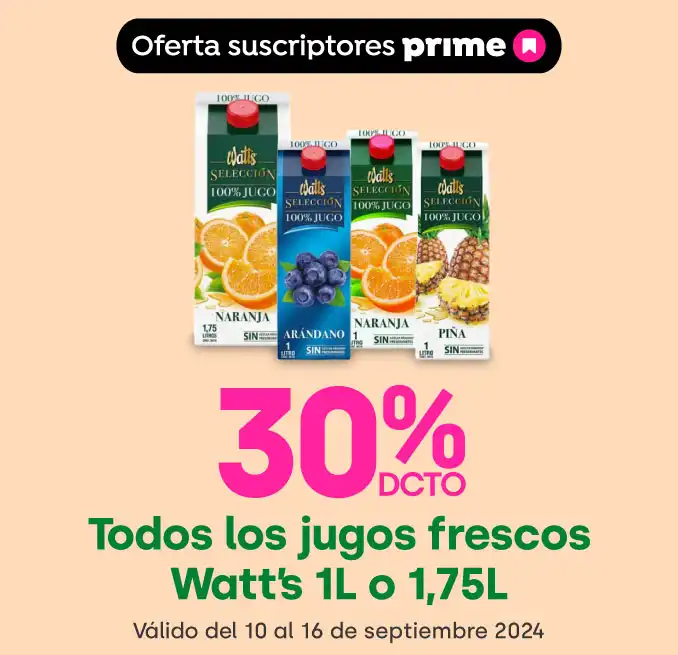 Oferta suscriptores prime
100% JUGO
Watt's
SELECCIÓN
100% JUGO
NARANJA
1,75
LITROS
SIN
100% JUGO
Watt's
SELECCIÓN
100% JUGO
ARÁNDANO
1
LITRO
SIN
100% JUGO
Watt's
SELECCIÓN
100% JUGO
NARANJA
1
LITRO
SIN
100% JUGO
Watt's
SELECCIÓN
100% JUGO
PIÑA
1
LITRO
SIN
30%
DCTO
Todos los jugos frescos
Watt's 1L o 1,75L
Válido del 10 al 16 de septiembre 2024